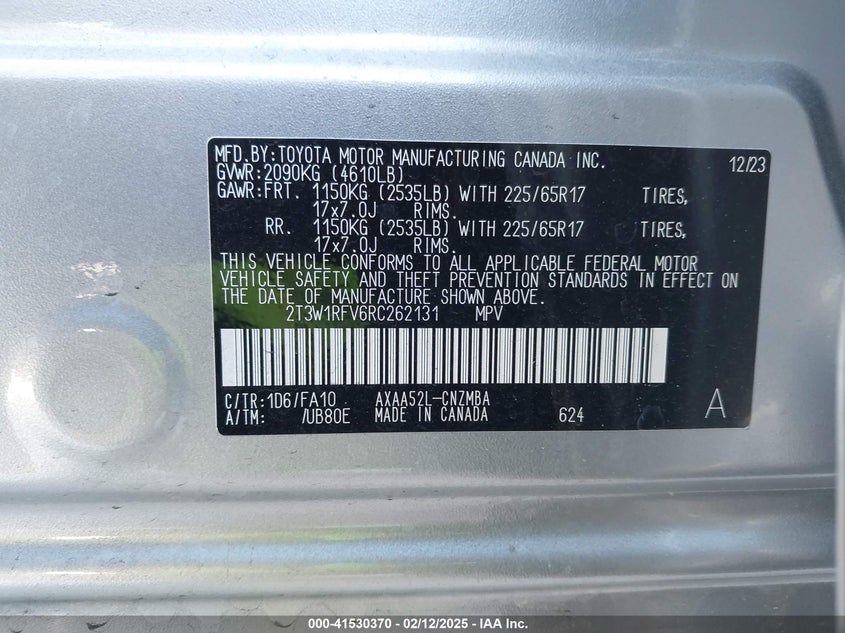 MFD.BY:TOYOTA MOTOR MANUFACTURING CANADA INC. 12/23
GVWR:2090KG (4610LB)
GAWR:FRT. 1150KG (2535LB) WITH 225/65R17 TIRES,
17x7.0J RIMS.
RR. 1150KG (2535LB) WITH 225/65R17 TIRES,
17x7.0J RIMS.
THIS VEHICLE CONFORMS TO ALL APPLICABLE FEDERAL MOTOR
VEHICLE SAFETY AND THEFT PREVENTION STANDARDS IN EFFECT ON
THE DATE OF MANUFACTURE SHOWN ABOVE.
2T3W1RFV6RC262131 MPV
C/TR:1D6/FA10 AXAA52L-CNZMBA
A/TM: /UB80E MADE IN CANADA 624 A
000-41530370 - 02/12/2025 - IAA Inc.